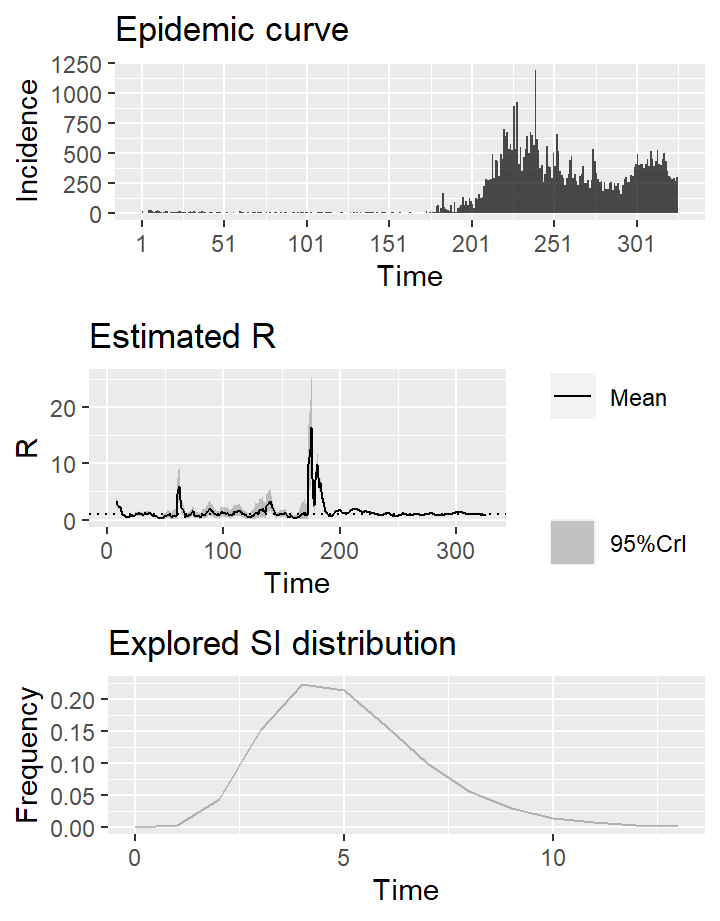 Epidemic curve
Incidence
1250
1000
750
500
250
0
1 51 101 151 201 251 301
Time
Estimated R
R
20
10
0
0 100 200 300
Time
Mean
95%CrI
Explored SI distribution
Frequency
0.20
0.15
0.10
0.05
0.00
0 5 10
Time